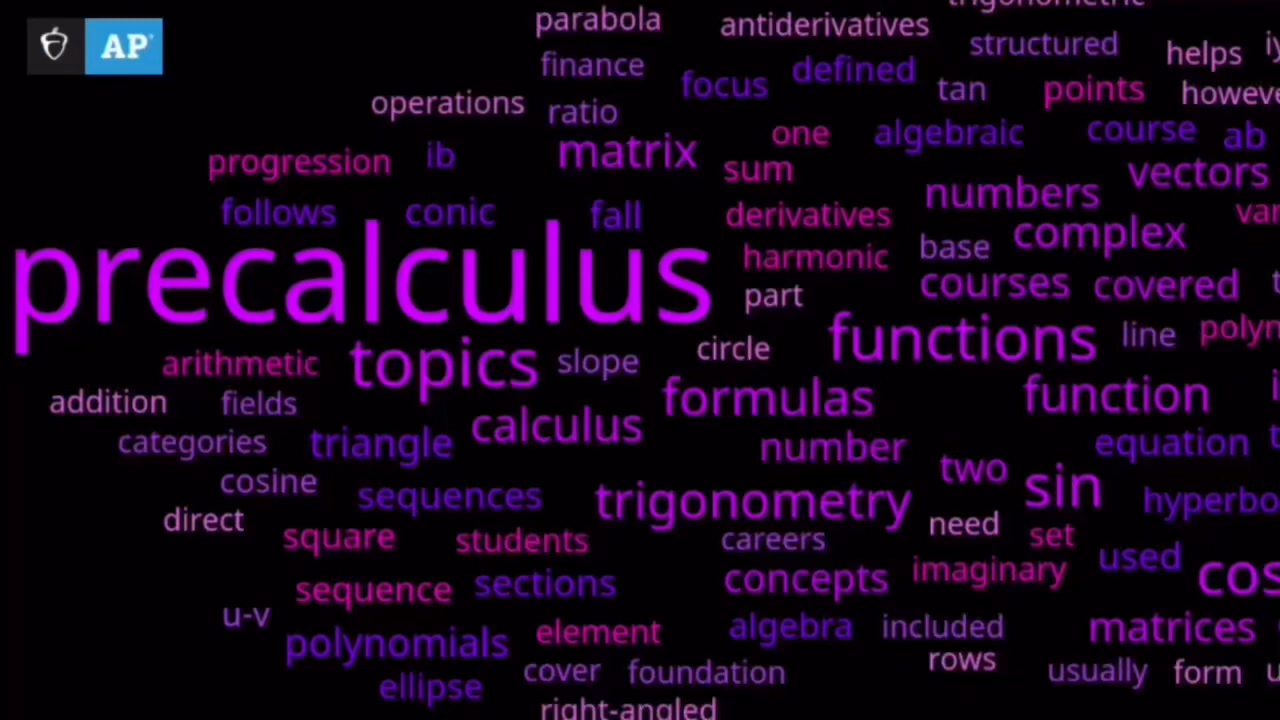 AP
parabola
antiderivatives
structured
helps
finance
focus
defined
tan
points
operations
ratio
one
algebraic
course
ab
progression
ib
matrix
sum
numbers
vectors
follows
conic
fall
derivatives
complex
precalculus
harmonic
base
part
courses
covered
arithmetic
topics
slope
circle
functions
line
addition
fields
calculus
formulas
function
categories
triangle
number
equation
cosine
sequences
trigonometry
two
sin
direct
square
students
careers
need
set
sequence
sections
concepts
imaginary
used
u-v
polynomials
element
algebra
included
matrices
ellipse
cover
foundation
rows
usually
form
right-angled